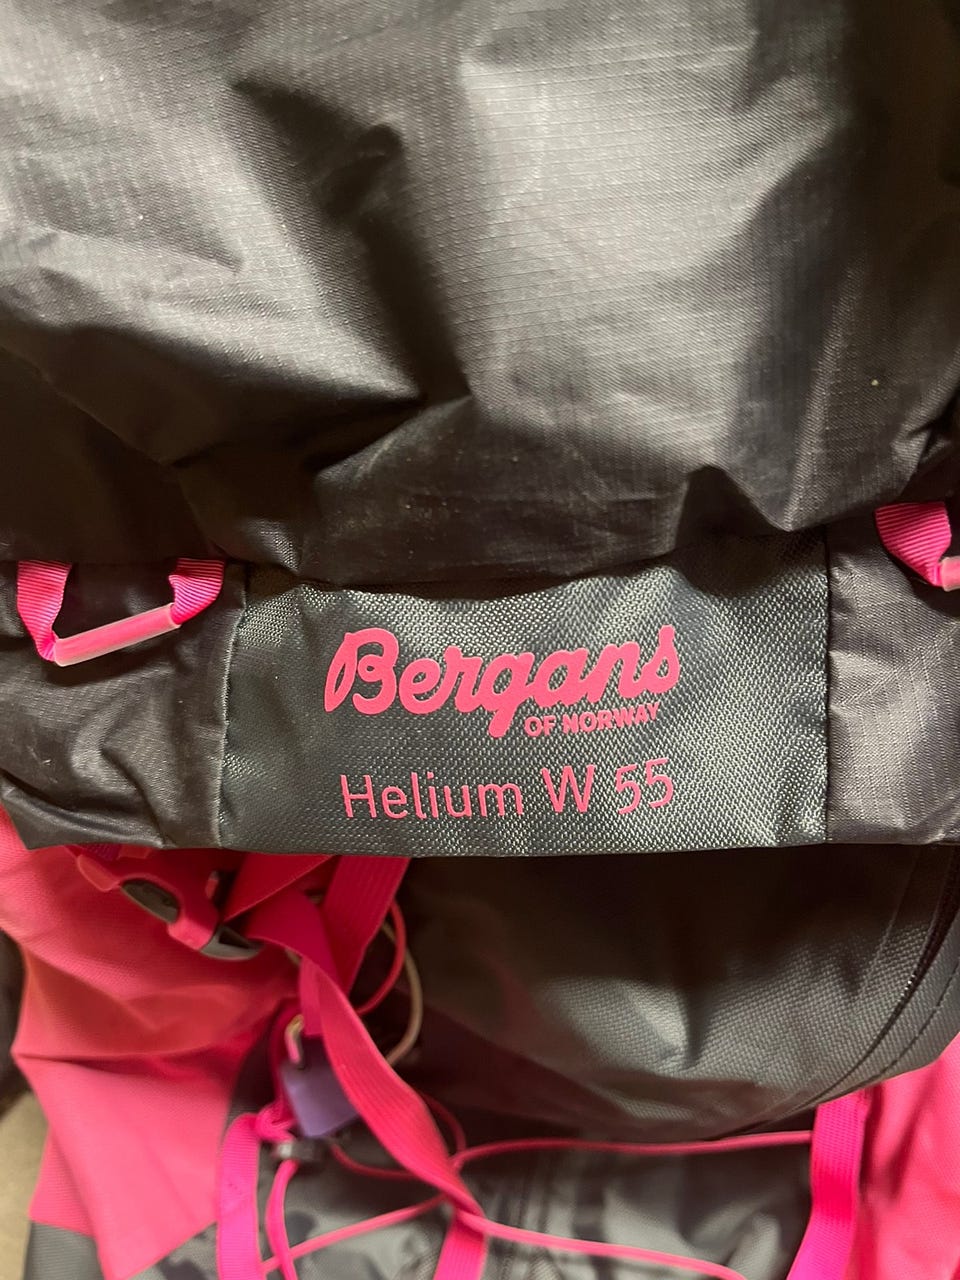 Bergans
OF NORWAY
Helium W 55